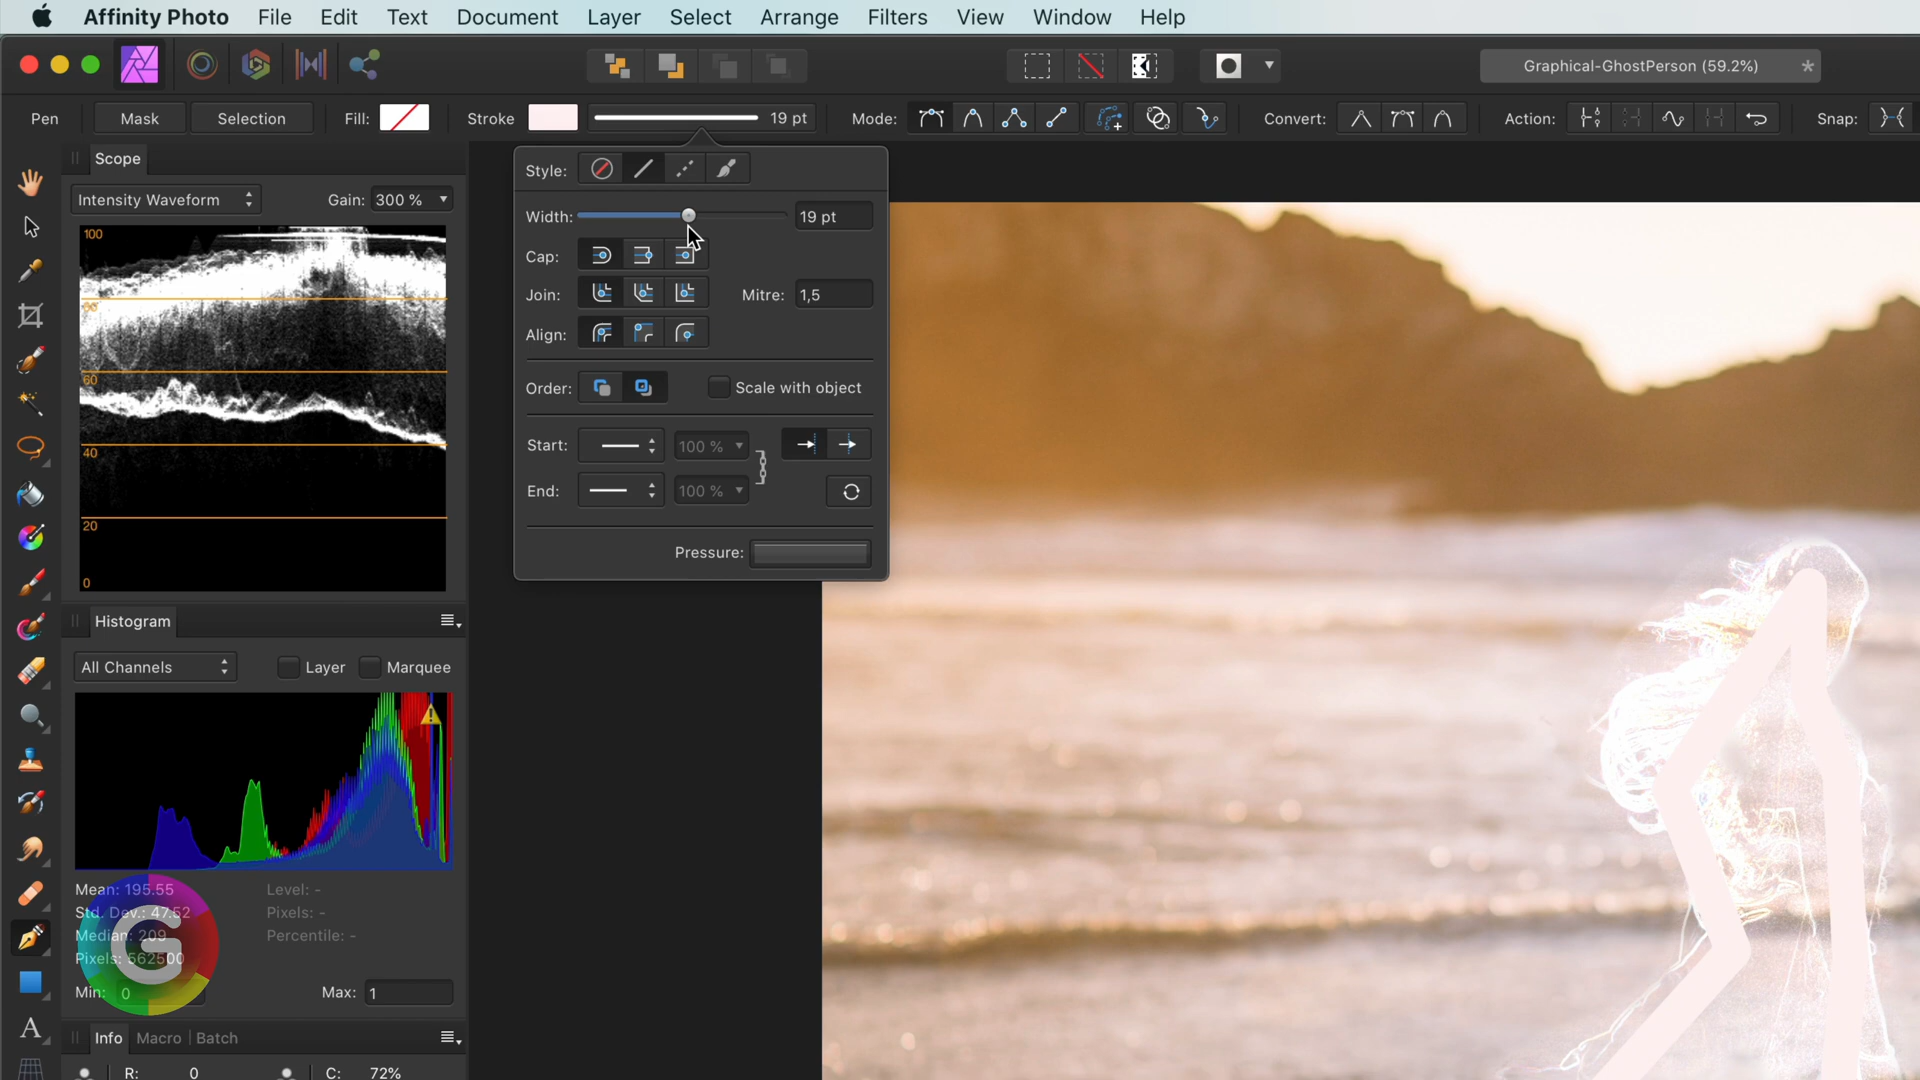 Affinity Photo File Edit Text Document Layer Select Arrange Filters View Window Help
Graphical-GhostPerson (59.2%) *
Pen Mask Selection Fill: Stroke 19 pt Mode: Convert: Action: Snap:
Scope
Style:
Intensity Waveform Gain: 300 %
Width: 19 pt
100
Cap:
Join: Mitre: 1,5
80
Align:
60
Order: Scale with object
40
Start: 100 %
End: 100 %
20
Pressure:
0
Histogram
All Channels Layer Marquee
Mean: 195.55 Level: -
Std. Dev.: 47.52 Pixels: -
Median: 209 Percentile: -
Pixels: 562500
G
Min: 0 Max: 1
A
Info Macro Batch
R: 0 C: 72%